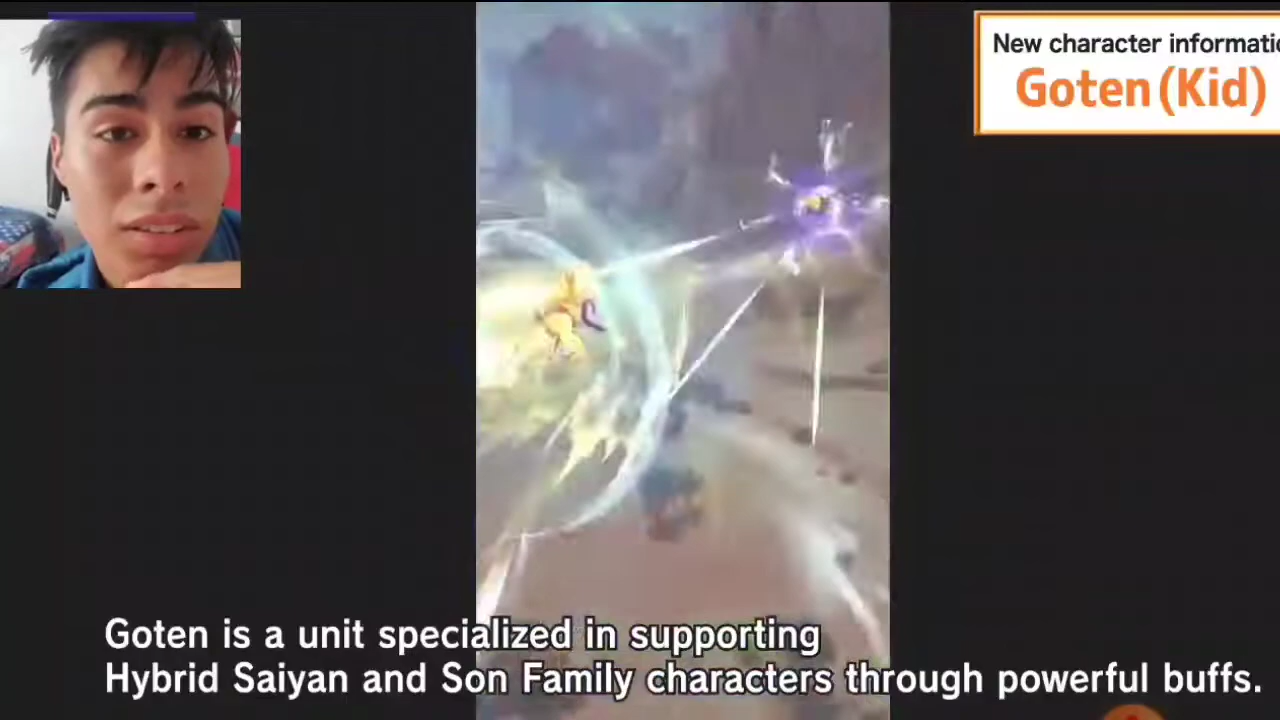 New character informati
Goten (Kid)
Goten is a unit specialized in supporting
Hybrid Saiyan and Son Family characters through powerful buffs.